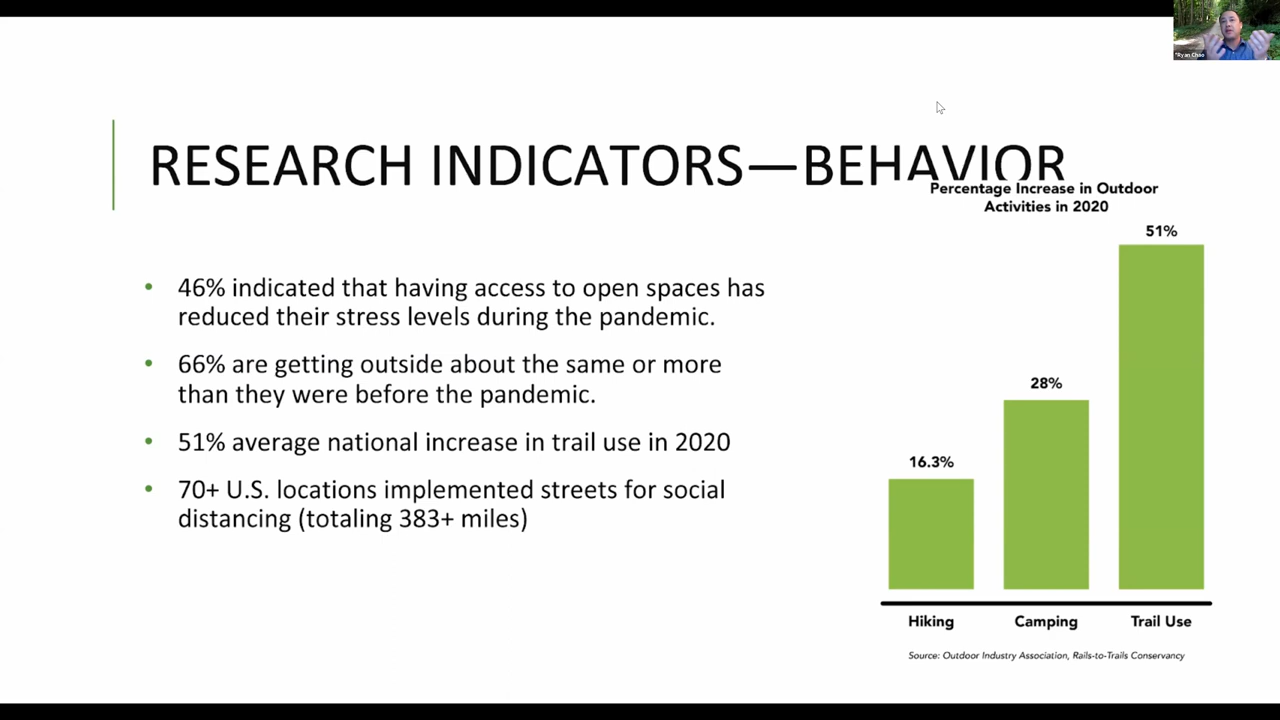 *Ryan Chao
RESEARCH INDICATORS—BEHAVIOR
• 46% indicated that having access to open spaces has
reduced their stress levels during the pandemic.
• 66% are getting outside about the same or more
than they were before the pandemic.
• 51% average national increase in trail use in 2020
• 70+ U.S. locations implemented streets for social
distancing (totaling 383+ miles)
Percentage Increase in Outdoor
Activities in 2020
51%
28%
16.3%
Hiking Camping Trail Use
Source: Outdoor Industry Association, Rails-to-Trails Conservancy